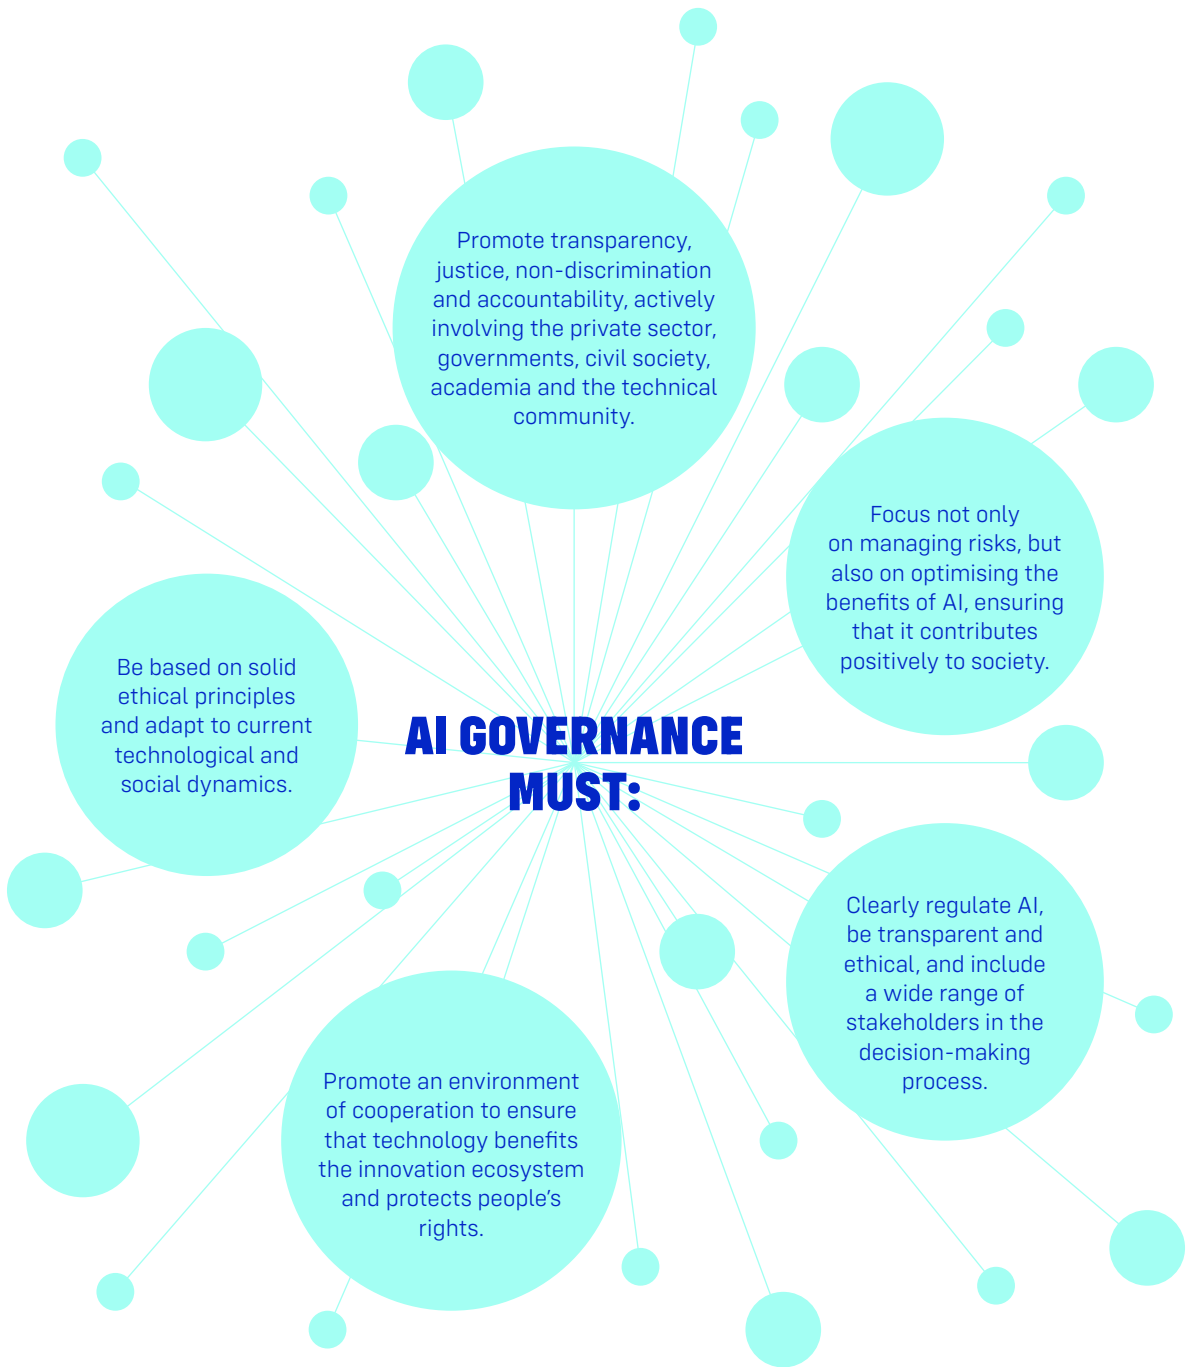 Promote transparency,
justice, non-discrimination
and accountability, actively
involving the private sector,
governments, civil society,
academia and the technical
community.
Focus not only
on managing risks, but
also on optimising the
benefits of AI, ensuring
that it contributes
positively to society.
Be based on solid
ethical principles
and adapt to current
technological and
social dynamics.
AI GOVERNANCE
MUST:
Clearly regulate AI,
be transparent and
ethical, and include
a wide range of
stakeholders in the
decision-making
process.
Promote an environment
of cooperation to ensure
that technology benefits
the innovation ecosystem
and protects people’s
rights.